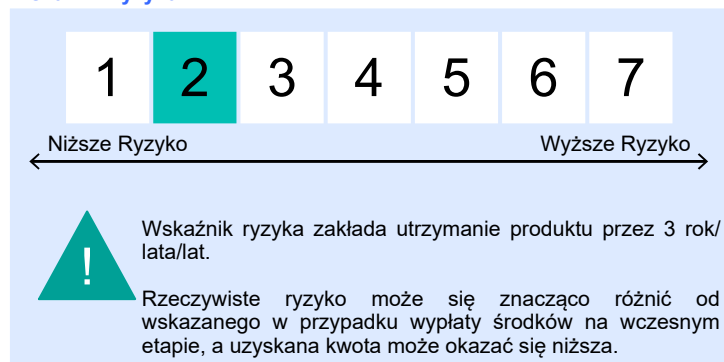 1 2 3 4 5 6 7
Niższe Ryzyko Wyższe Ryzyko
!
Wskaźnik ryzyka zakłada utrzymanie produktu przez 3 rok/
lata/lat.
Rzeczywiste ryzyko może się znacząco różnić od
wskazanego w przypadku wypłaty środków na wczesnym
etapie, a uzyskana kwota może okazać się niższa.